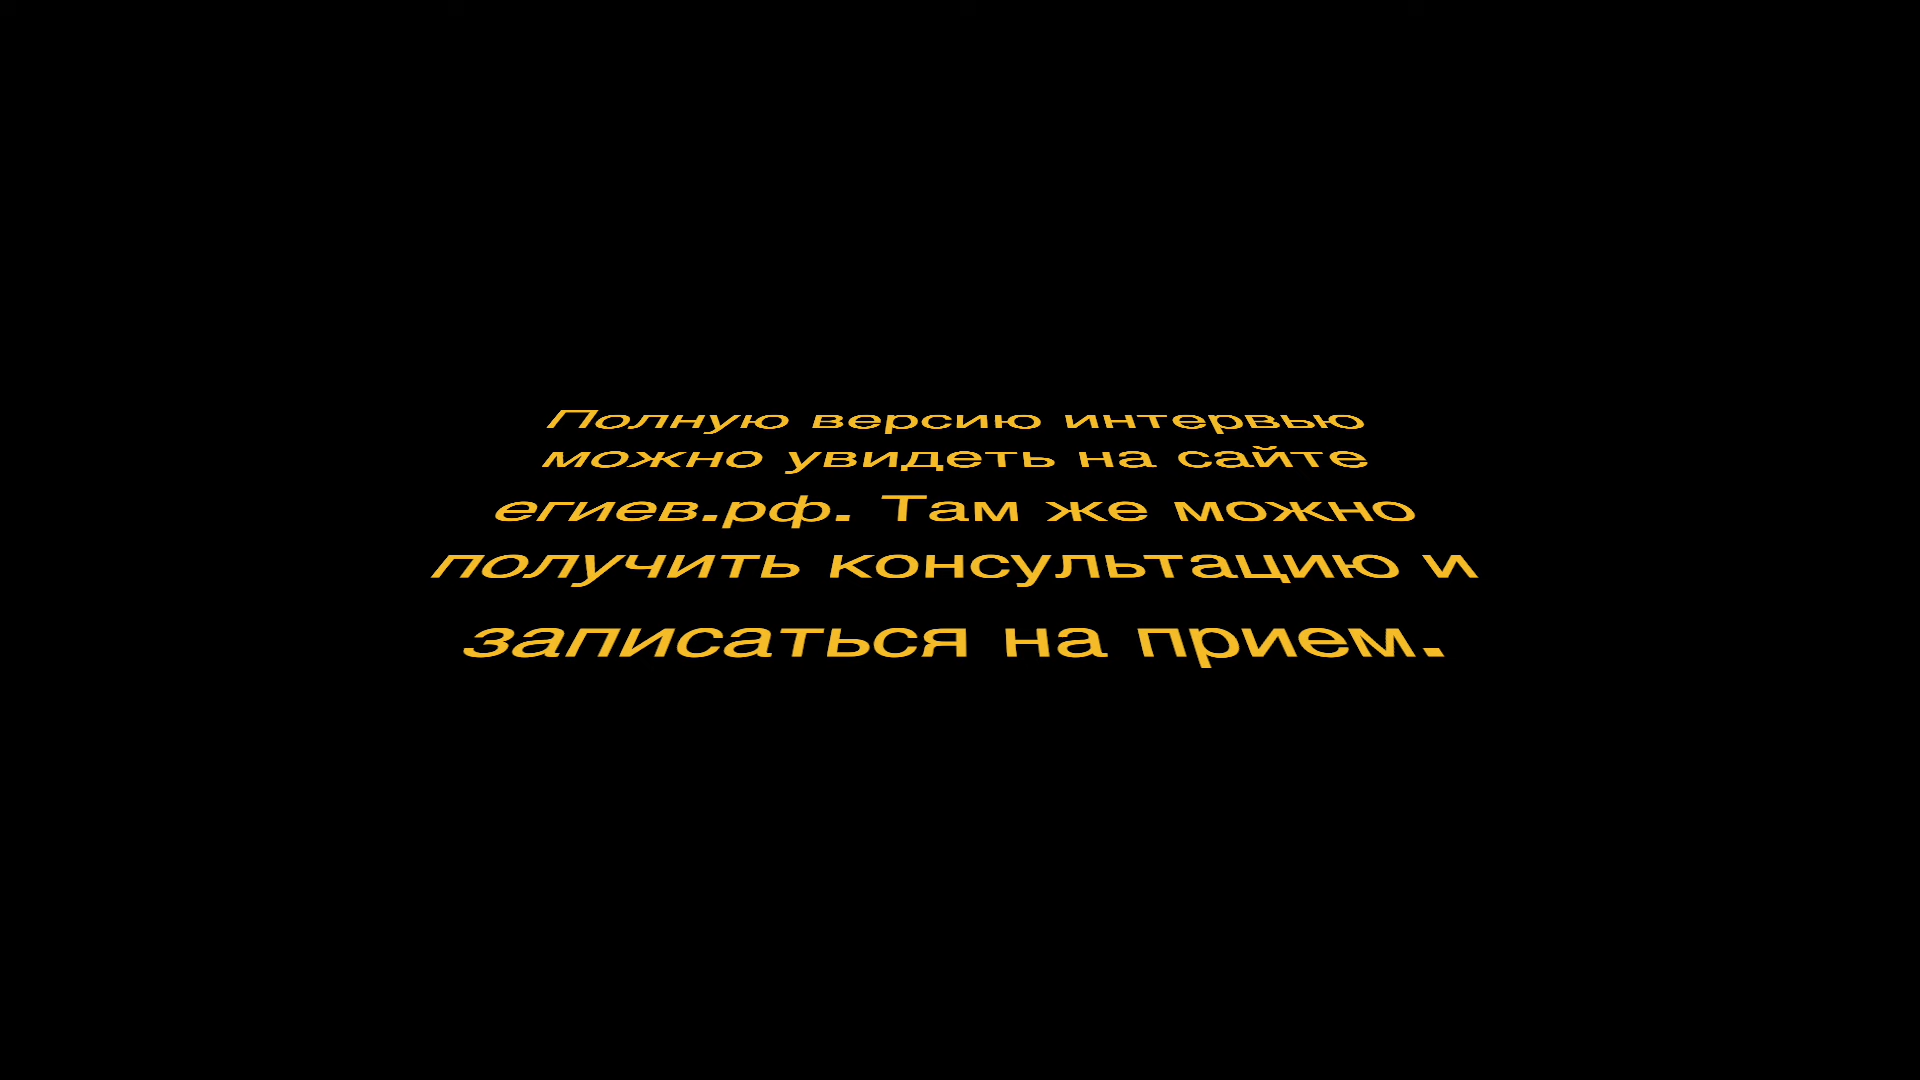 Полную версию интервью
можно увидеть на сайте
егиев.рф. Там же можно
получить консультацию и
записаться на прием.